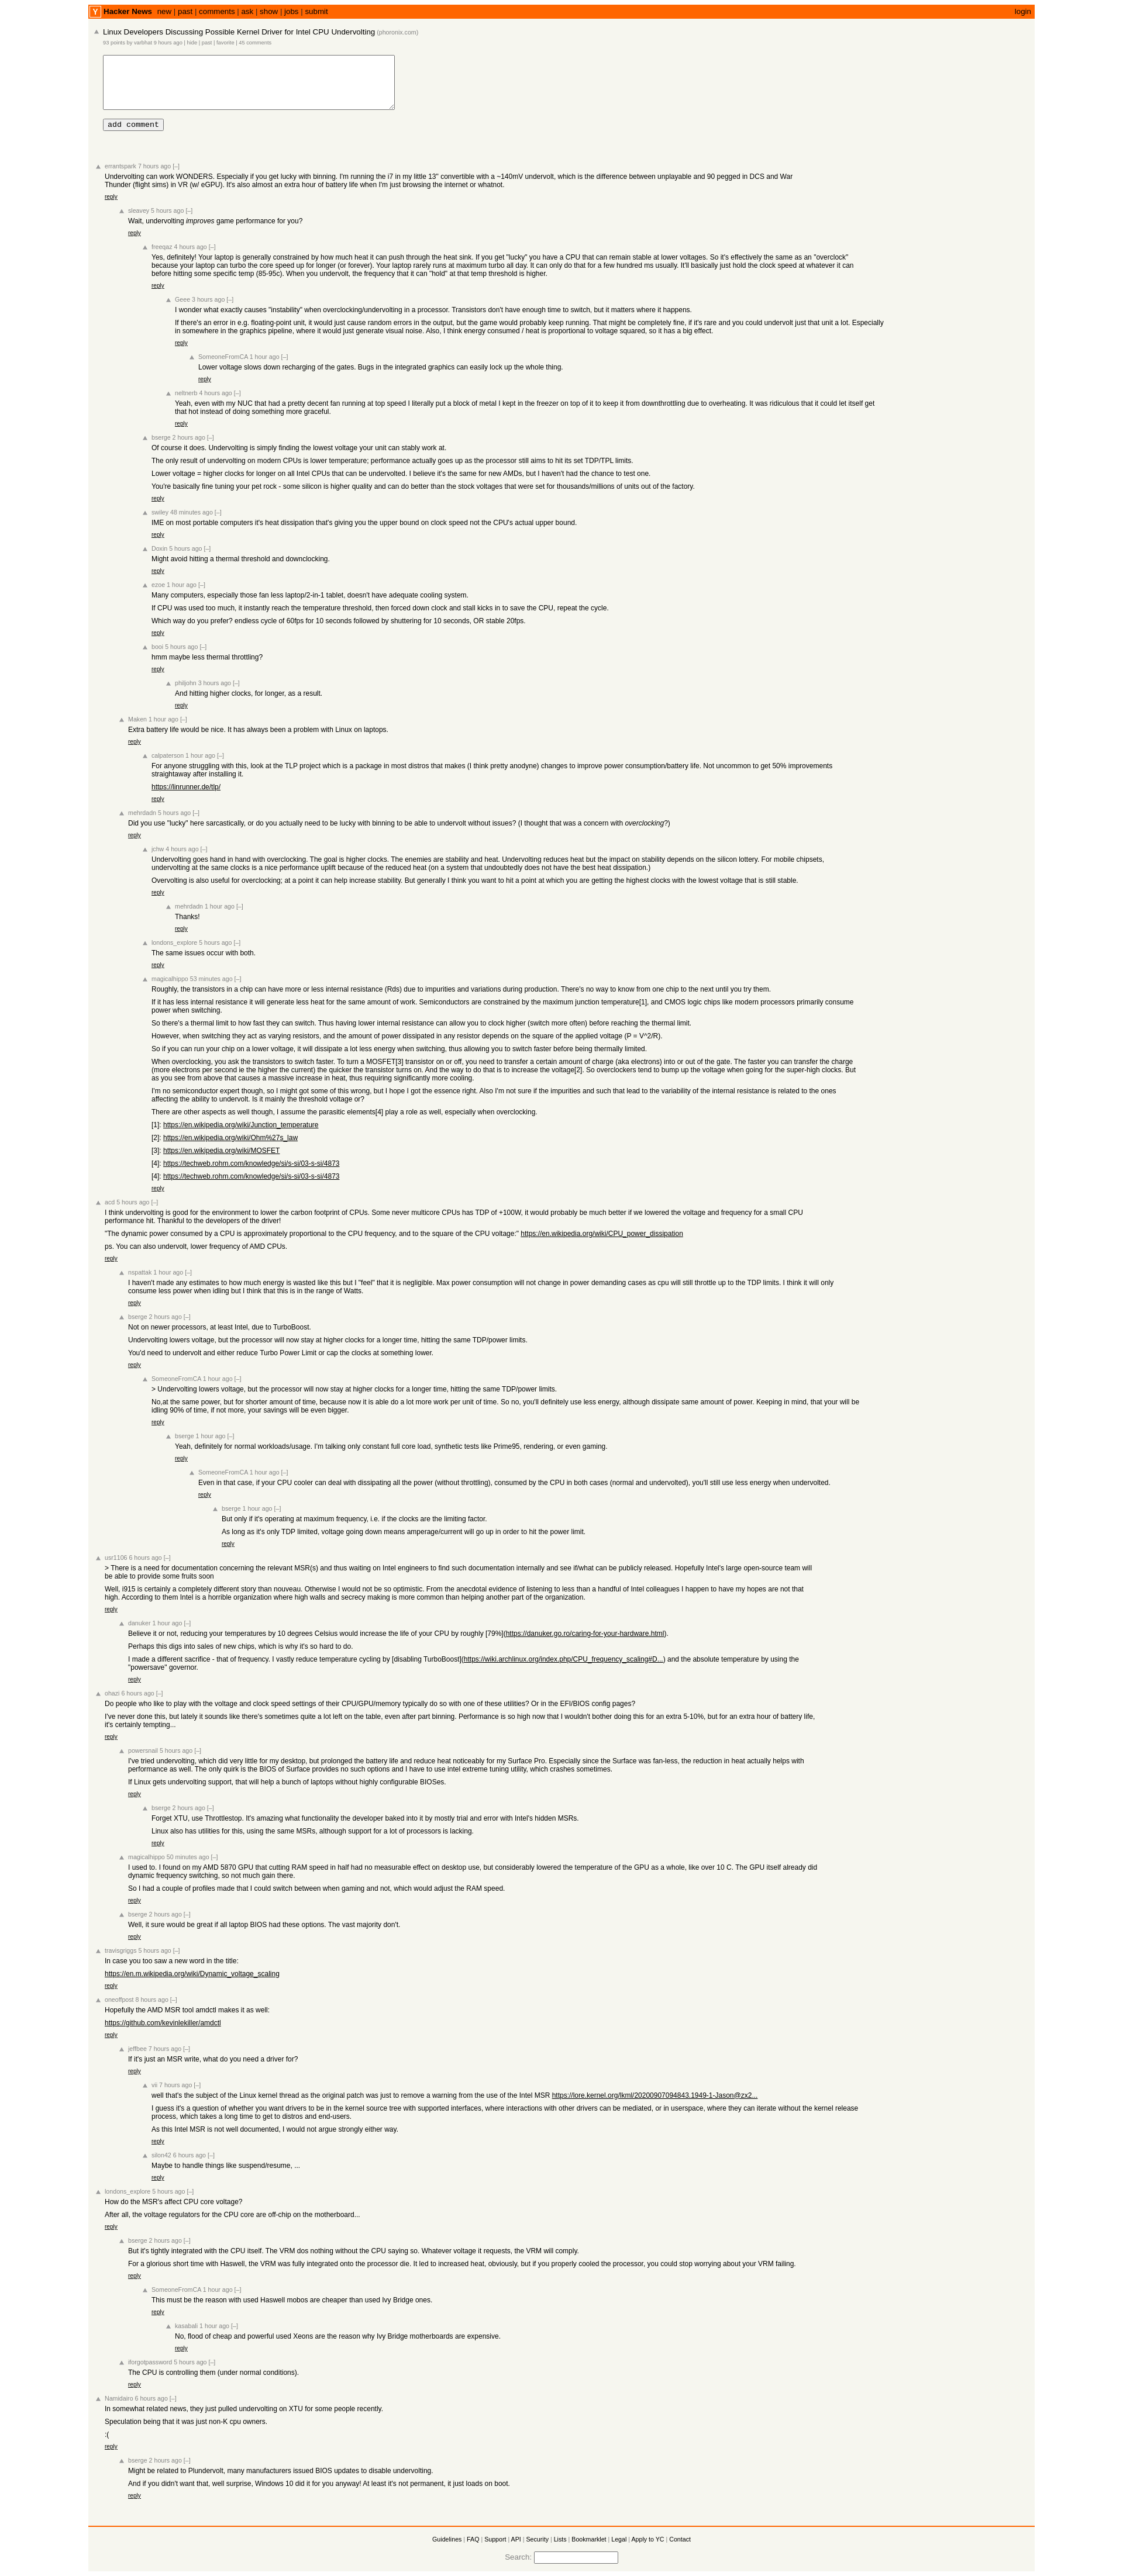 Y Hacker News new | past | comments | ask | show | jobs | submit login
Linux Developers Discussing Possible Kernel Driver for Intel CPU Undervolting (phoronix.com)
93 points by varbhat 9 hours ago | hide | past | favorite | 45 comments
add comment
errantspark 7 hours ago [–]
Undervolting can work WONDERS. Especially if you get lucky with binning. I'm running the i7 in my little 13" convertible with a ~140mV undervolt, which is the difference between unplayable and 90 pegged in DCS and War
Thunder (flight sims) in VR (w/ eGPU). It's also almost an extra hour of battery life when I'm just browsing the internet or whatnot.
reply
sleavey 5 hours ago [–]
Wait, undervolting improves game performance for you?
reply
freeqaz 4 hours ago [–]
Yes, definitely! Your laptop is generally constrained by how much heat it can push through the heat sink. If you get "lucky" you have a CPU that can remain stable at lower voltages. So it's effectively the same as an "overclock"
because your laptop can turbo the core speed up for longer (or forever). Your laptop rarely runs at maximum turbo all day. It can only do that for a few hundred ms usually. It'll basically just hold the clock speed at whatever it can
before hitting some specific temp (85-95c). When you undervolt, the frequency that it can "hold" at that temp threshold is higher.
reply
Geee 3 hours ago [–]
I wonder what exactly causes "instability" when overclocking/undervolting in a processor. Transistors don't have enough time to switch, but it matters where it happens.
If there's an error in e.g. floating-point unit, it would just cause random errors in the output, but the game would probably keep running. That might be completely fine, if it's rare and you could undervolt just that unit a lot. Especially
in somewhere in the graphics pipeline, where it would just generate visual noise. Also, I think energy consumed / heat is proportional to voltage squared, so it has a big effect.
reply
SomeoneFromCA 1 hour ago [–]
Lower voltage slows down recharging of the gates. Bugs in the integrated graphics can easily lock up the whole thing.
reply
neltnerb 4 hours ago [–]
Yeah, even with my NUC that had a pretty decent fan running at top speed I literally put a block of metal I kept in the freezer on top of it to keep it from downthrottling due to overheating. It was ridiculous that it could let itself get
that hot instead of doing something more graceful.
reply
bserge 2 hours ago [–]
Of course it does. Undervolting is simply finding the lowest voltage your unit can stably work at.
The only result of undervolting on modern CPUs is lower temperature; performance actually goes up as the processor still aims to hit its set TDP/TPL limits.
Lower voltage = higher clocks for longer on all Intel CPUs that can be undervolted. I believe it's the same for new AMDs, but I haven't had the chance to test one.
You're basically fine tuning your pet rock - some silicon is higher quality and can do better than the stock voltages that were set for thousands/millions of units out of the factory.
reply
swiley 48 minutes ago [–]
IME on most portable computers it's heat dissipation that's giving you the upper bound on clock speed not the CPU's actual upper bound.
reply
Doxin 5 hours ago [–]
Might avoid hitting a thermal threshold and downclocking.
reply
ezoe 1 hour ago [–]
Many computers, especially those fan less laptop/2-in-1 tablet, doesn't have adequate cooling system.
If CPU was used too much, it instantly reach the temperature threshold, then forced down clock and stall kicks in to save the CPU, repeat the cycle.
Which way do you prefer? endless cycle of 60fps for 10 seconds followed by shuttering for 10 seconds, OR stable 20fps.
reply
booi 5 hours ago [–]
hmm maybe less thermal throttling?
reply
philjohn 3 hours ago [–]
And hitting higher clocks, for longer, as a result.
reply
Maken 1 hour ago [–]
Extra battery life would be nice. It has always been a problem with Linux on laptops.
reply
calpaterson 1 hour ago [–]
For anyone struggling with this, look at the TLP project which is a package in most distros that makes (I think pretty anodyne) changes to improve power consumption/battery life. Not uncommon to get 50% improvements
straightaway after installing it.
https://linrunner.de/tlp/
reply
mehrdadn 5 hours ago [–]
Did you use "lucky" here sarcastically, or do you actually need to be lucky with binning to be able to undervolt without issues? (I thought that was a concern with overclocking?)
reply
jchw 4 hours ago [–]
Undervolting goes hand in hand with overclocking. The goal is higher clocks. The enemies are stability and heat. Undervolting reduces heat but the impact on stability depends on the silicon lottery. For mobile chipsets,
undervolting at the same clocks is a nice performance uplift because of the reduced heat (on a system that undoubtedly does not have the best heat dissipation.)
Overvolting is also useful for overclocking; at a point it can help increase stability. But generally I think you want to hit a point at which you are getting the highest clocks with the lowest voltage that is still stable.
reply
mehrdadn 1 hour ago [–]
Thanks!
reply
londons_explore 5 hours ago [–]
The same issues occur with both.
reply
magicalhippo 53 minutes ago [–]
Roughly, the transistors in a chip can have more or less internal resistance (Rds) due to impurities and variations during production. There's no way to know from one chip to the next until you try them.
If it has less internal resistance it will generate less heat for the same amount of work. Semiconductors are constrained by the maximum junction temperature[1], and CMOS logic chips like modern processors primarily consume
power when switching.
So there's a thermal limit to how fast they can switch. Thus having lower internal resistance can allow you to clock higher (switch more often) before reaching the thermal limit.
However, when switching they act as varying resistors, and the amount of power dissipated in any resistor depends on the square of the applied voltage (P = V^2/R).
So if you can run your chip on a lower voltage, it will dissipate a lot less energy when switching, thus allowing you to switch faster before being thermally limited.
When overclocking, you ask the transistors to switch faster. To turn a MOSFET[3] transistor on or off, you need to transfer a certain amount of charge (aka electrons) into or out of the gate. The faster you can transfer the charge
(more electrons per second ie the higher the current) the quicker the transistor turns on. And the way to do that is to increase the voltage[2]. So overclockers tend to bump up the voltage when going for the super-high clocks. But
as you see from above that causes a massive increase in heat, thus requiring significantly more cooling.
I'm no semiconductor expert though, so I might got some of this wrong, but I hope I got the essence right. Also I'm not sure if the impurities and such that lead to the variability of the internal resistance is related to the ones
affecting the ability to undervolt. Is it mainly the threshold voltage or?
There are other aspects as well though, I assume the parasitic elements[4] play a role as well, especially when overclocking.
[1]: https://en.wikipedia.org/wiki/Junction_temperature
[2]: https://en.wikipedia.org/wiki/Ohm%27s_law
[3]: https://en.wikipedia.org/wiki/MOSFET
[4]: https://techweb.rohm.com/knowledge/si/s-si/03-s-si/4873
[4]: https://techweb.rohm.com/knowledge/si/s-si/03-s-si/4873
reply
acd 5 hours ago [–]
I think undervolting is good for the environment to lower the carbon footprint of CPUs. Some never multicore CPUs has TDP of +100W, it would probably be much better if we lowered the voltage and frequency for a small CPU
performance hit. Thankful to the developers of the driver!
"The dynamic power consumed by a CPU is approximately proportional to the CPU frequency, and to the square of the CPU voltage:" https://en.wikipedia.org/wiki/CPU_power_dissipation
ps. You can also undervolt, lower frequency of AMD CPUs.
reply
nspattak 1 hour ago [–]
I haven't made any estimates to how much energy is wasted like this but I "feel" that it is negligible. Max power consumption will not change in power demanding cases as cpu will still throttle up to the TDP limits. I think it will only
consume less power when idling but I think that this is in the range of Watts.
reply
bserge 2 hours ago [–]
Not on newer processors, at least Intel, due to TurboBoost.
Undervolting lowers voltage, but the processor will now stay at higher clocks for a longer time, hitting the same TDP/power limits.
You'd need to undervolt and either reduce Turbo Power Limit or cap the clocks at something lower.
reply
SomeoneFromCA 1 hour ago [–]
> Undervolting lowers voltage, but the processor will now stay at higher clocks for a longer time, hitting the same TDP/power limits.
No,at the same power, but for shorter amount of time, because now it is able do a lot more work per unit of time. So no, you'll definitely use less energy, although dissipate same amount of power. Keeping in mind, that your will be
idling 90% of time, if not more, your savings will be even bigger.
reply
bserge 1 hour ago [–]
Yeah, definitely for normal workloads/usage. I'm talking only constant full core load, synthetic tests like Prime95, rendering, or even gaming.
reply
SomeoneFromCA 1 hour ago [–]
Even in that case, if your CPU cooler can deal with dissipating all the power (without throttling), consumed by the CPU in both cases (normal and undervolted), you'll still use less energy when undervolted.
reply
bserge 1 hour ago [–]
But only if it's operating at maximum frequency, i.e. if the clocks are the limiting factor.
As long as it's only TDP limited, voltage going down means amperage/current will go up in order to hit the power limit.
reply
usr1106 6 hours ago [–]
> There is a need for documentation concerning the relevant MSR(s) and thus waiting on Intel engineers to find such documentation internally and see if/what can be publicly released. Hopefully Intel's large open-source team will
be able to provide some fruits soon
Well, i915 is certainly a completely different story than nouveau. Otherwise I would not be so optimistic. From the anecdotal evidence of listening to less than a handful of Intel colleagues I happen to have my hopes are not that
high. According to them Intel is a horrible organization where high walls and secrecy making is more common than helping another part of the organization.
reply
danuker 1 hour ago [–]
Believe it or not, reducing your temperatures by 10 degrees Celsius would increase the life of your CPU by roughly [79%](https://danuker.go.ro/caring-for-your-hardware.html).
Perhaps this digs into sales of new chips, which is why it's so hard to do.
I made a different sacrifice - that of frequency. I vastly reduce temperature cycling by [disabling TurboBoost](https://wiki.archlinux.org/index.php/CPU_frequency_scaling#D...) and the absolute temperature by using the
"powersave" governor.
reply
ohazi 6 hours ago [–]
Do people who like to play with the voltage and clock speed settings of their CPU/GPU/memory typically do so with one of these utilities? Or in the EFI/BIOS config pages?
I've never done this, but lately it sounds like there's sometimes quite a lot left on the table, even after part binning. Performance is so high now that I wouldn't bother doing this for an extra 5-10%, but for an extra hour of battery life,
it's certainly tempting...
reply
powersnail 5 hours ago [–]
I've tried undervolting, which did very little for my desktop, but prolonged the battery life and reduce heat noticeably for my Surface Pro. Especially since the Surface was fan-less, the reduction in heat actually helps with
performance as well. The only quirk is the BIOS of Surface provides no such options and I have to use intel extreme tuning utility, which crashes sometimes.
If Linux gets undervolting support, that will help a bunch of laptops without highly configurable BIOSes.
reply
bserge 2 hours ago [–]
Forget XTU, use Throttlestop. It's amazing what functionality the developer baked into it by mostly trial and error with Intel's hidden MSRs.
Linux also has utilities for this, using the same MSRs, although support for a lot of processors is lacking.
reply
magicalhippo 50 minutes ago [–]
I used to. I found on my AMD 5870 GPU that cutting RAM speed in half had no measurable effect on desktop use, but considerably lowered the temperature of the GPU as a whole, like over 10 C. The GPU itself already did
dynamic frequency switching, so not much gain there.
So I had a couple of profiles made that I could switch between when gaming and not, which would adjust the RAM speed.
reply
bserge 2 hours ago [–]
Well, it sure would be great if all laptop BIOS had these options. The vast majority don't.
reply
travisgriggs 5 hours ago [–]
In case you too saw a new word in the title:
https://en.m.wikipedia.org/wiki/Dynamic_voltage_scaling
reply
oneoffpost 8 hours ago [–]
Hopefully the AMD MSR tool amdctl makes it as well:
https://github.com/kevinlekiller/amdctl
reply
jeffbee 7 hours ago [–]
If it's just an MSR write, what do you need a driver for?
reply
vii 7 hours ago [–]
well that's the subject of the Linux kernel thread as the original patch was just to remove a warning from the use of the Intel MSR https://lore.kernel.org/lkml/20200907094843.1949-1-Jason@zx2...
I guess it's a question of whether you want drivers to be in the kernel source tree with supported interfaces, where interactions with other drivers can be mediated, or in userspace, where they can iterate without the kernel release
process, which takes a long time to get to distros and end-users.
As this Intel MSR is not well documented, I would not argue strongly either way.
reply
silon42 6 hours ago [–]
Maybe to handle things like suspend/resume, ...
reply
londons_explore 5 hours ago [–]
How do the MSR's affect CPU core voltage?
After all, the voltage regulators for the CPU core are off-chip on the motherboard...
reply
bserge 2 hours ago [–]
But it's tightly integrated with the CPU itself. The VRM dos nothing without the CPU saying so. Whatever voltage it requests, the VRM will comply.
For a glorious short time with Haswell, the VRM was fully integrated onto the processor die. It led to increased heat, obviously, but if you properly cooled the processor, you could stop worrying about your VRM failing.
reply
SomeoneFromCA 1 hour ago [–]
This must be the reason with used Haswell mobos are cheaper than used Ivy Bridge ones.
reply
kasabali 1 hour ago [–]
No, flood of cheap and powerful used Xeons are the reason why Ivy Bridge motherboards are expensive.
reply
iforgotpassword 5 hours ago [–]
The CPU is controlling them (under normal conditions).
reply
Namidairo 6 hours ago [–]
In somewhat related news, they just pulled undervolting on XTU for some people recently.
Speculation being that it was just non-K cpu owners.
:(
reply
bserge 2 hours ago [–]
Might be related to Plundervolt, many manufacturers issued BIOS updates to disable undervolting.
And if you didn't want that, well surprise, Windows 10 did it for you anyway! At least it's not permanent, it just loads on boot.
reply
Guidelines | FAQ | Support | API | Security | Lists | Bookmarklet | Legal | Apply to YC | Contact
Search: